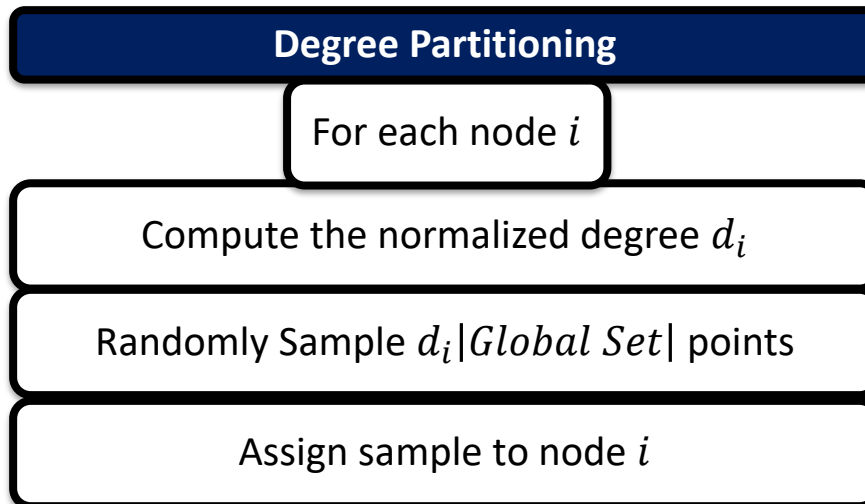 Degree Partitioning
For each node 𝑖
Compute the normalized degree 𝑑ᵢ
Randomly Sample 𝑑ᵢ|𝐺𝑙𝑜𝑏𝑎𝑙 𝑆𝑒𝑡| points
Assign sample to node 𝑖